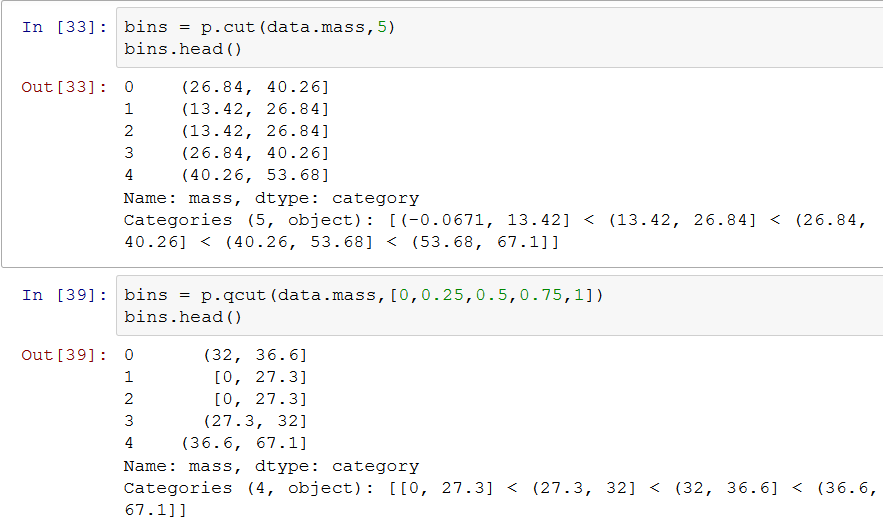 In [33]: bins = p.cut(data.mass,5)
bins.head()
Out[33]: 0 (26.84, 40.26]
1 (13.42, 26.84]
2 (13.42, 26.84]
3 (26.84, 40.26]
4 (40.26, 53.68]
Name: mass, dtype: category
Categories (5, object): [(-0.0671, 13.42] < (13.42, 26.84] < (26.84,
40.26] < (40.26, 53.68] < (53.68, 67.1]]
In [39]: bins = p.qcut(data.mass,[0,0.25,0.5,0.75,1])
bins.head()
Out[39]: 0 (32, 36.6]
1 [0, 27.3]
2 [0, 27.3]
3 (27.3, 32]
4 (36.6, 67.1]
Name: mass, dtype: category
Categories (4, object): [[0, 27.3] < (27.3, 32] < (32, 36.6] < (36.6,
67.1]]